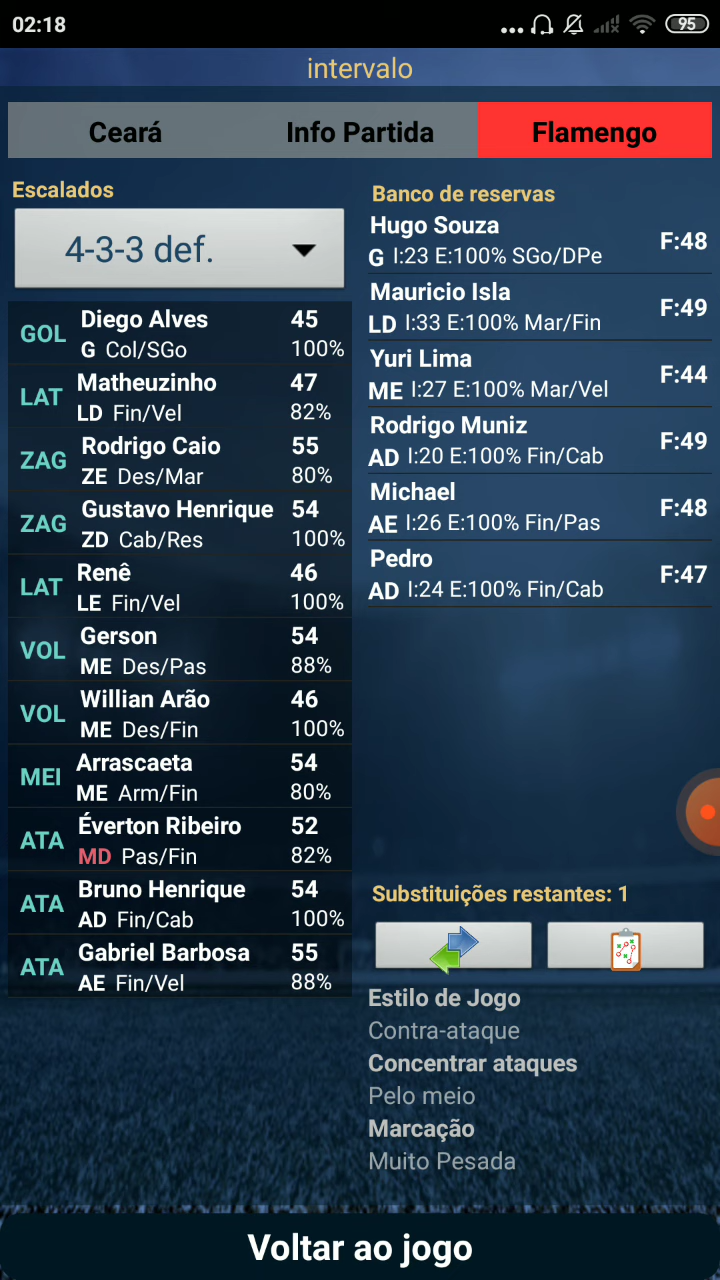 02:18
95
intervalo
Ceará
Info Partida
Flamengo
Escalados
4-3-3 def.
GOL Diego Alves 45
G Col/SGo 100%
LAT Matheuzinho 47
LD Fin/Vel 82%
ZAG Rodrigo Caio 55
ZE Des/Mar 80%
ZAG Gustavo Henrique 54
ZD Cab/Res 100%
LAT Renê 46
LE Fin/Vel 100%
VOL Gerson 54
ME Des/Pas 88%
VOL Willian Arão 46
ME Des/Fin 100%
MEI Arrascaeta 54
ME Arm/Fin 80%
ATA Éverton Ribeiro 52
MD Pas/Fin 82%
ATA Bruno Henrique 54
AD Fin/Cab 100%
ATA Gabriel Barbosa 55
AE Fin/Vel 88%
Banco de reservas
Hugo Souza F:48
G I:23 E:100% SGo/DPe
Mauricio Isla F:49
LD I:33 E:100% Mar/Fin
Yuri Lima F:44
ME I:27 E:100% Mar/Vel
Rodrigo Muniz F:49
AD I:20 E:100% Fin/Cab
Michael F:48
AE I:26 E:100% Fin/Pas
Pedro F:47
AD I:24 E:100% Fin/Cab
Substituições restantes: 1
Estilo de Jogo
Contra-ataque
Concentrar ataques
Pelo meio
Marcação
Muito Pesada
Voltar ao jogo